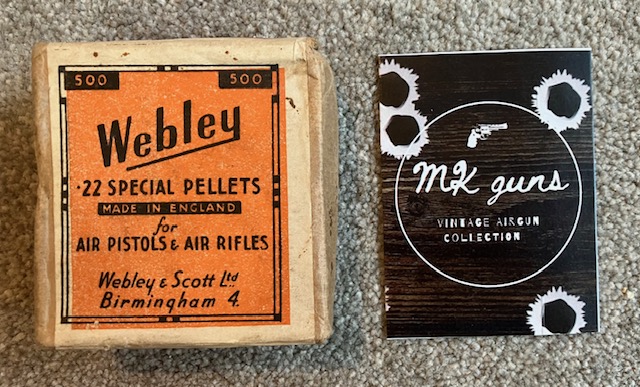 500 500
Webley
.22 SPECIAL PELLETS
MADE IN ENGLAND
for
AIR PISTOLS & AIR RIFLES
Webley & Scott Ltd.
Birmingham 4.
MK guns
VINTAGE AIRGUN
COLLECTION